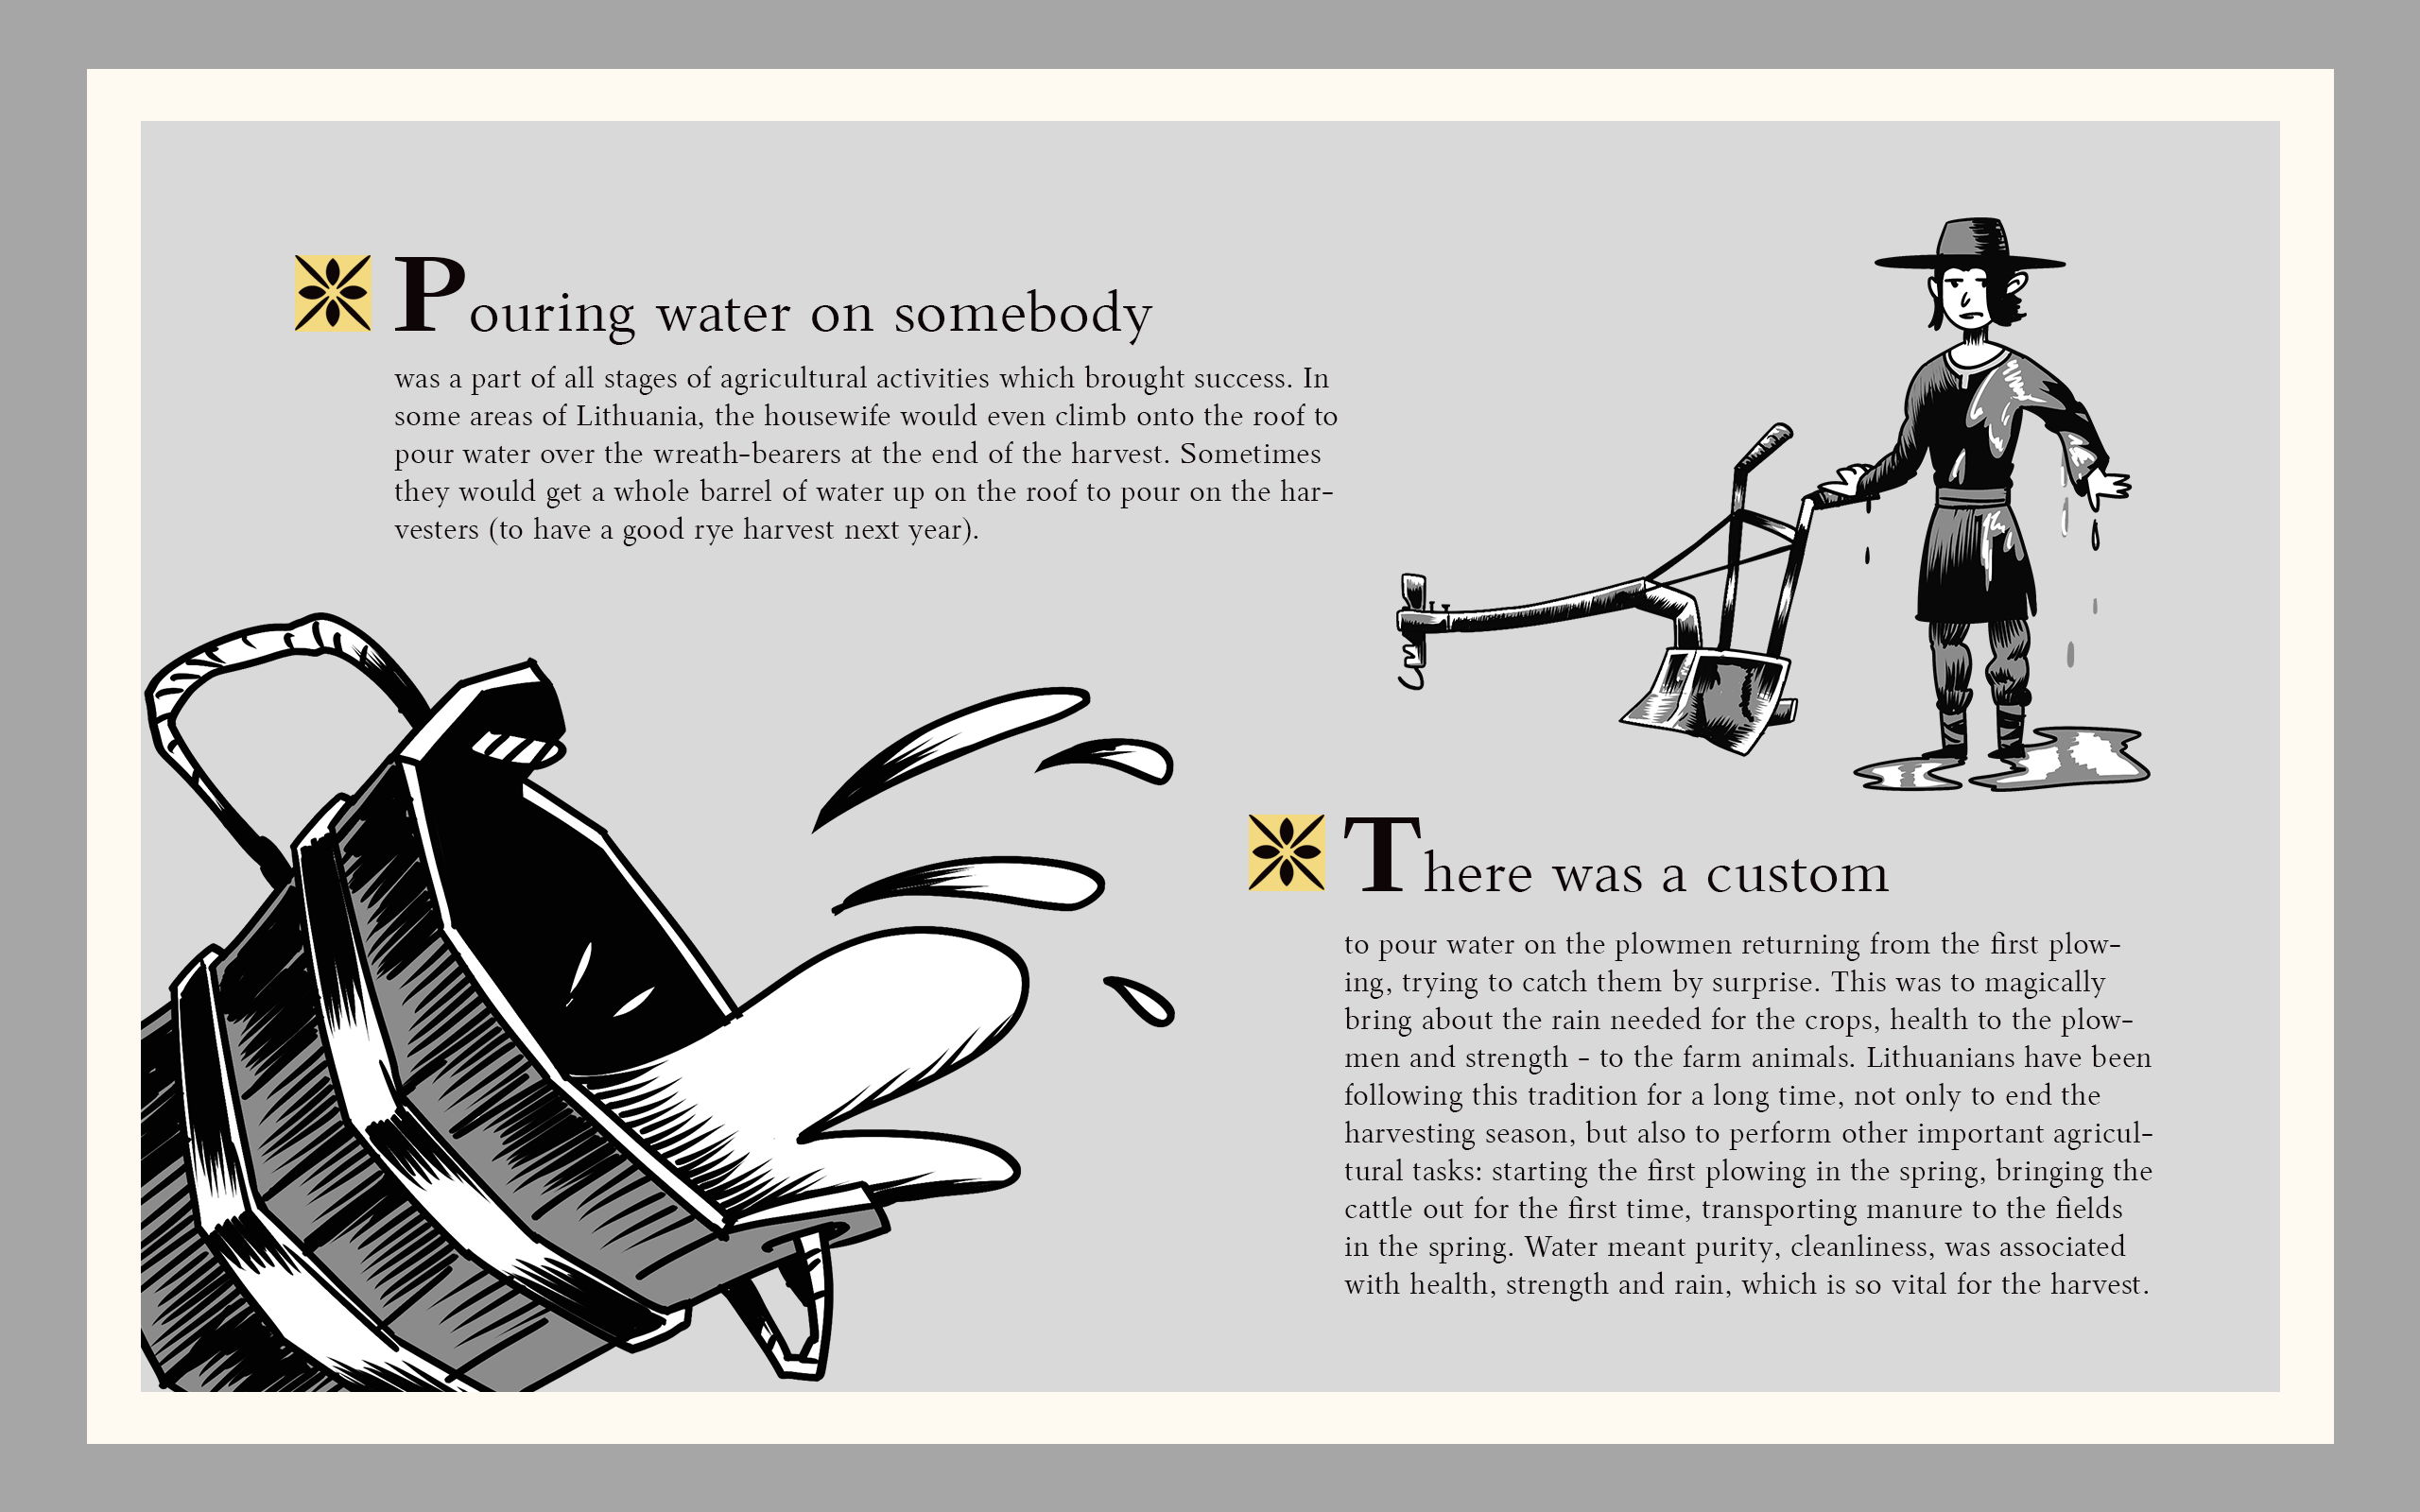 Pouring water on somebody
was a part of all stages of agricultural activities which brought success. In
some areas of Lithuania, the housewife would even climb onto the roof to
pour water over the wreath-bearers at the end of the harvest. Sometimes
they would get a whole barrel of water up on the roof to pour on the har-
vesters (to have a good rye harvest next year).
There was a custom
to pour water on the plowmen returning from the first plow-
ing, trying to catch them by surprise. This was to magically
bring about the rain needed for the crops, health to the plow-
men and strength - to the farm animals. Lithuanians have been
following this tradition for a long time, not only to end the
harvesting season, but also to perform other important agricul-
tural tasks: starting the first plowing in the spring, bringing the
cattle out for the first time, transporting manure to the fields
in the spring. Water meant purity, cleanliness, was associated
with health, strength and rain, which is so vital for the harvest.